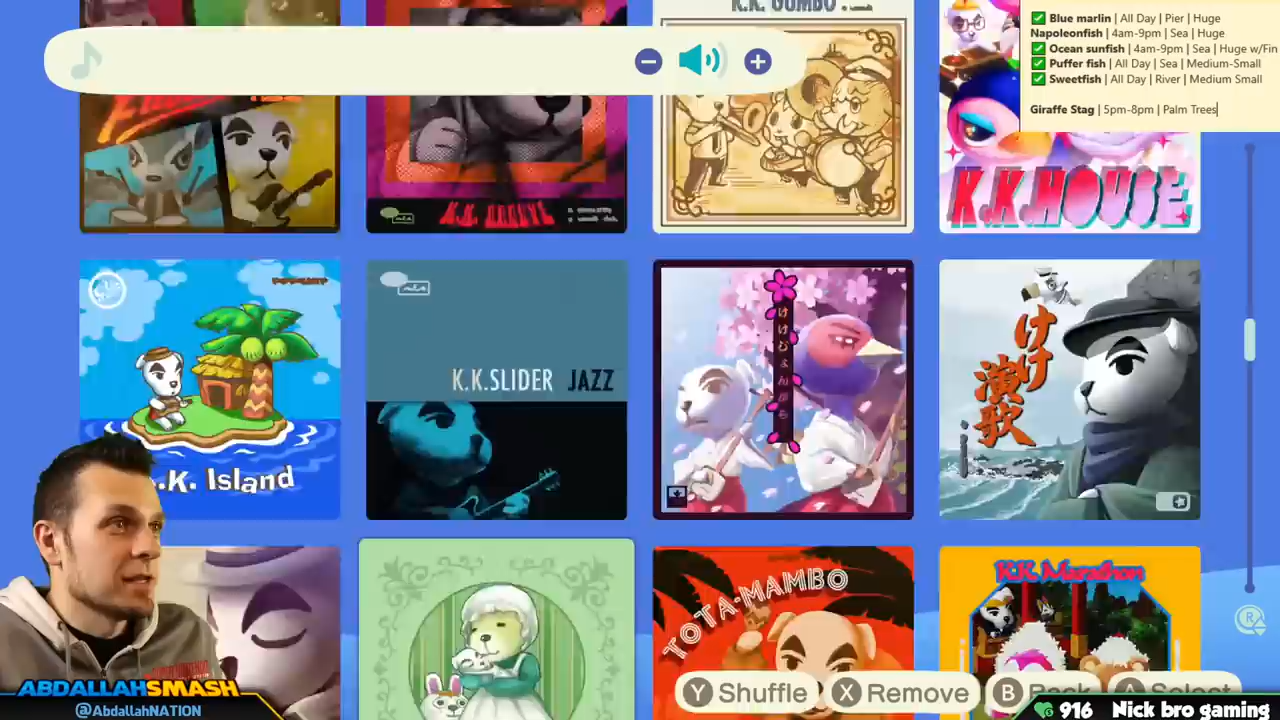 K.K. GUMBO
✅ Blue marlin | All Day | Pier | Huge
Napoleonfish | 4am-9pm | Sea | Huge
✅ Ocean sunfish | 4am-9pm | Sea | Huge w/Fin
✅ Puffer fish | All Day | Sea | Medium-Small
✅ Sweetfish | All Day | River | Medium Small
Giraffe Stag | 5pm-8pm | Palm Trees
K.K.HOUSE
K. Island
K.K.SLIDER JAZZ
けけ
演歌
TOTA-MAMBO
K.K. Marathon
Y Shuffle
X Remove
B Back
A Select
R
ABDALLAHSMASH
@AbdallahNATION
916 Nick bro gaming